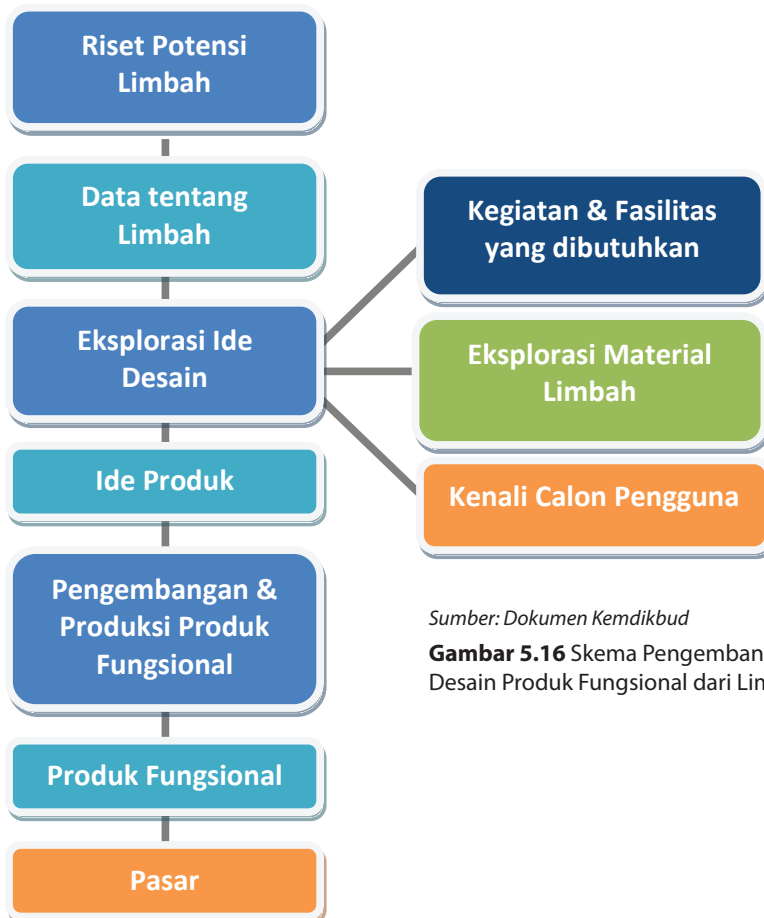 Riset Potensi
Limbah
Data tentang
Limbah
Eksplorasi Ide
Desain
Ide Produk
Pengembangan &
Produksi Produk
Fungsional
Produk Fungsional
Pasar
Kegiatan & Fasilitas
yang dibutuhkan
Eksplorasi Material
Limbah
Kenali Calon Pengguna
Sumber: Dokumen Kemdikbud
Gambar 5.16 Skema
Desain Produk Fungsional dari